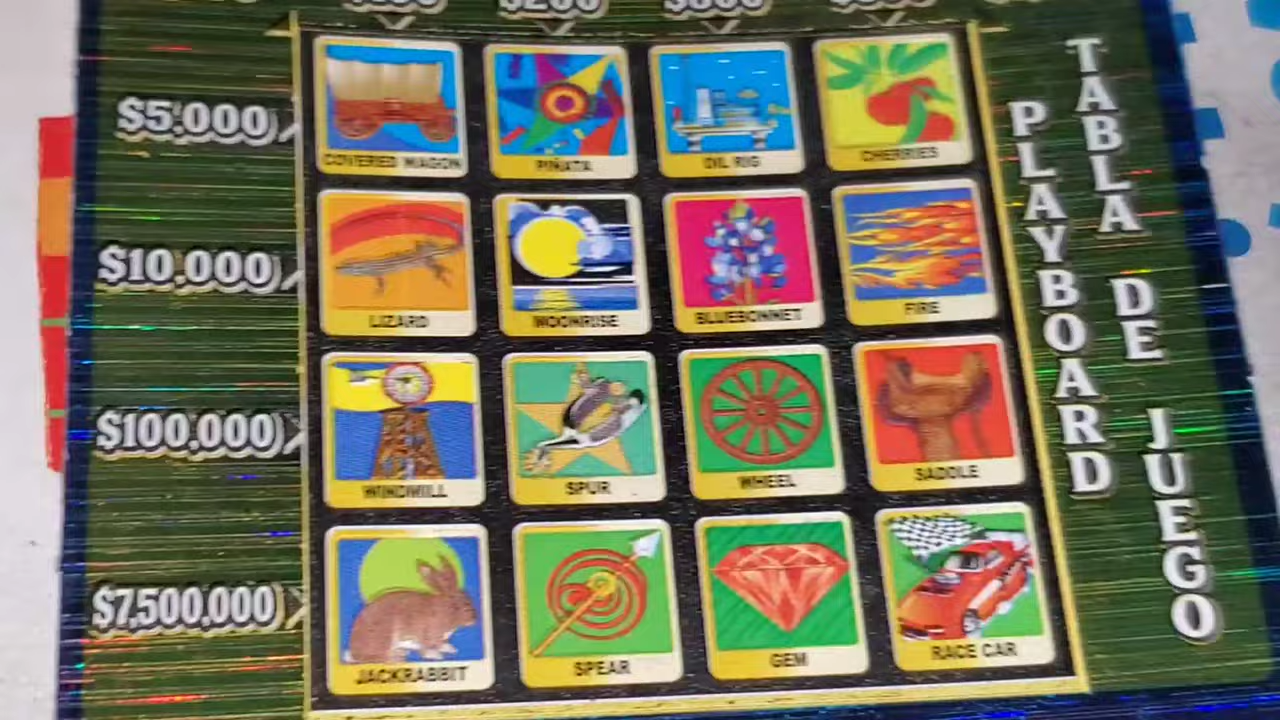 $200
$5,000
COVERED WAGON
PIÑATA
OIL RIG
CHERRIES
$10,000
LIZARD
MOONRISE
BLUEBONNET
FIRE
$100,000
WINDMILL
SPUR
WHEEL
SADDLE
$7,500,000
JACKRABBIT
SPEAR
GEM
RACE CAR
PLAYBOARD
TABLA DE JUEGO